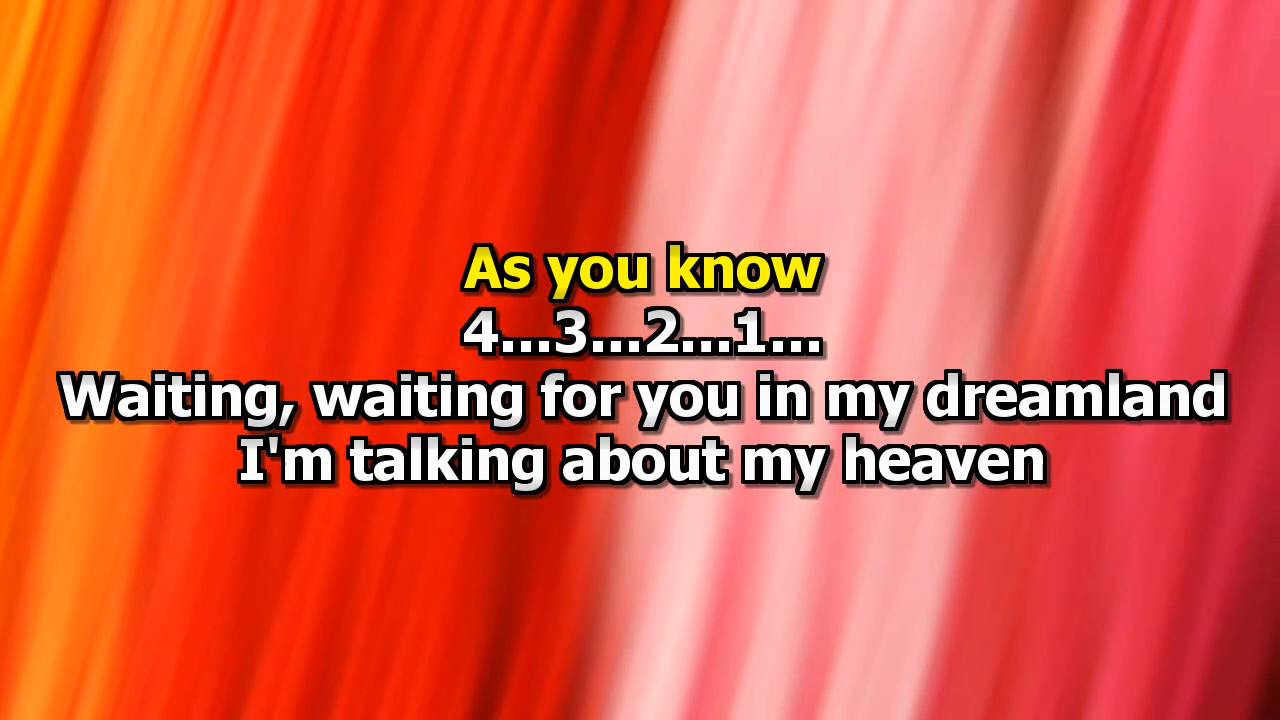 As you know
4...3...2...1...
Waiting, waiting for you in my dreamland
I'm talking about my heaven